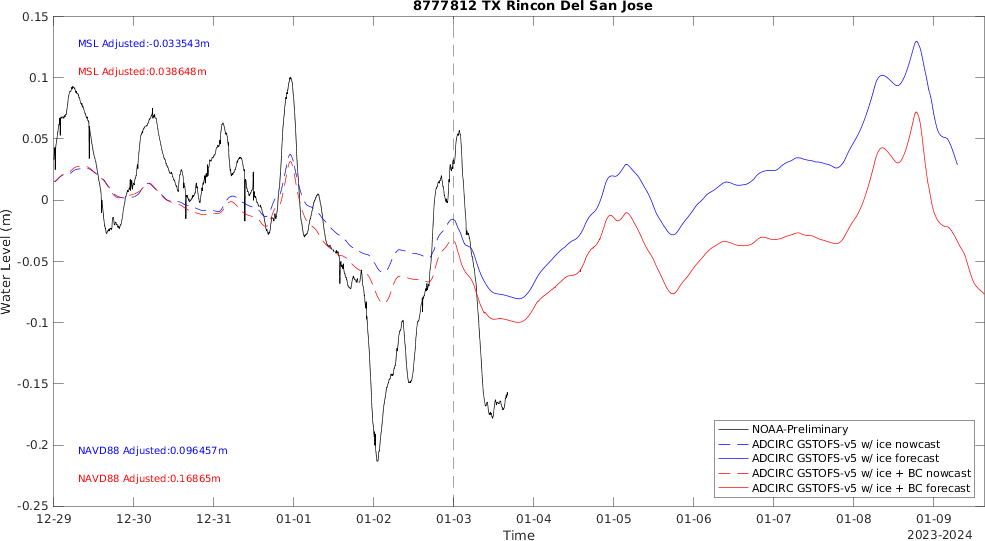 8777812 TX Rincon Del San Jose
0.15
0.1
0.05
0
-0.05
-0.1
-0.15
-0.2
-0.25
Water Level (m)
MSL Adjusted:-0.033543m
MSL Adjusted:0.038648m
NAVD88 Adjusted:0.096457m
NAVD88 Adjusted:0.16865m
NOAA-Preliminary
ADCIRC GSTOFS-v5 w/ ice nowcast
ADCIRC GSTOFS-v5 w/ ice forecast
ADCIRC GSTOFS-v5 w/ ice + BC nowcast
ADCIRC GSTOFS-v5 w/ ice + BC forecast
12-29 12-30 12-31 01-01 01-02 01-03 01-04 01-05 01-06 01-07 01-08 01-09
Time
2023-2024